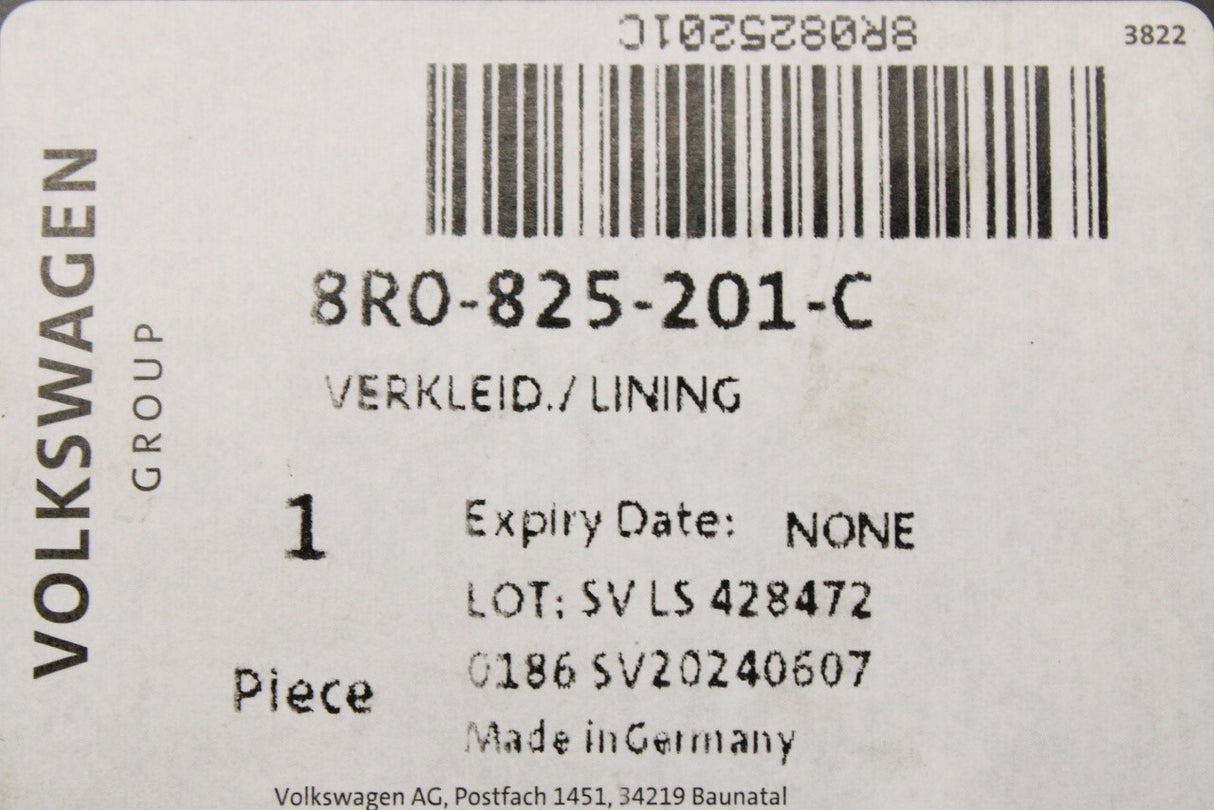 8R0825201C
3822
8R0-825-201-C
VERKLEID./ LINING
VOLKSWAGEN
GROUP
1
Piece
Expiry Date: NONE
LOT: SV LS 428472
0186 SV20240607
Made in Germany
Volkswagen AG, Postfach 1451, 34219 Baunatal